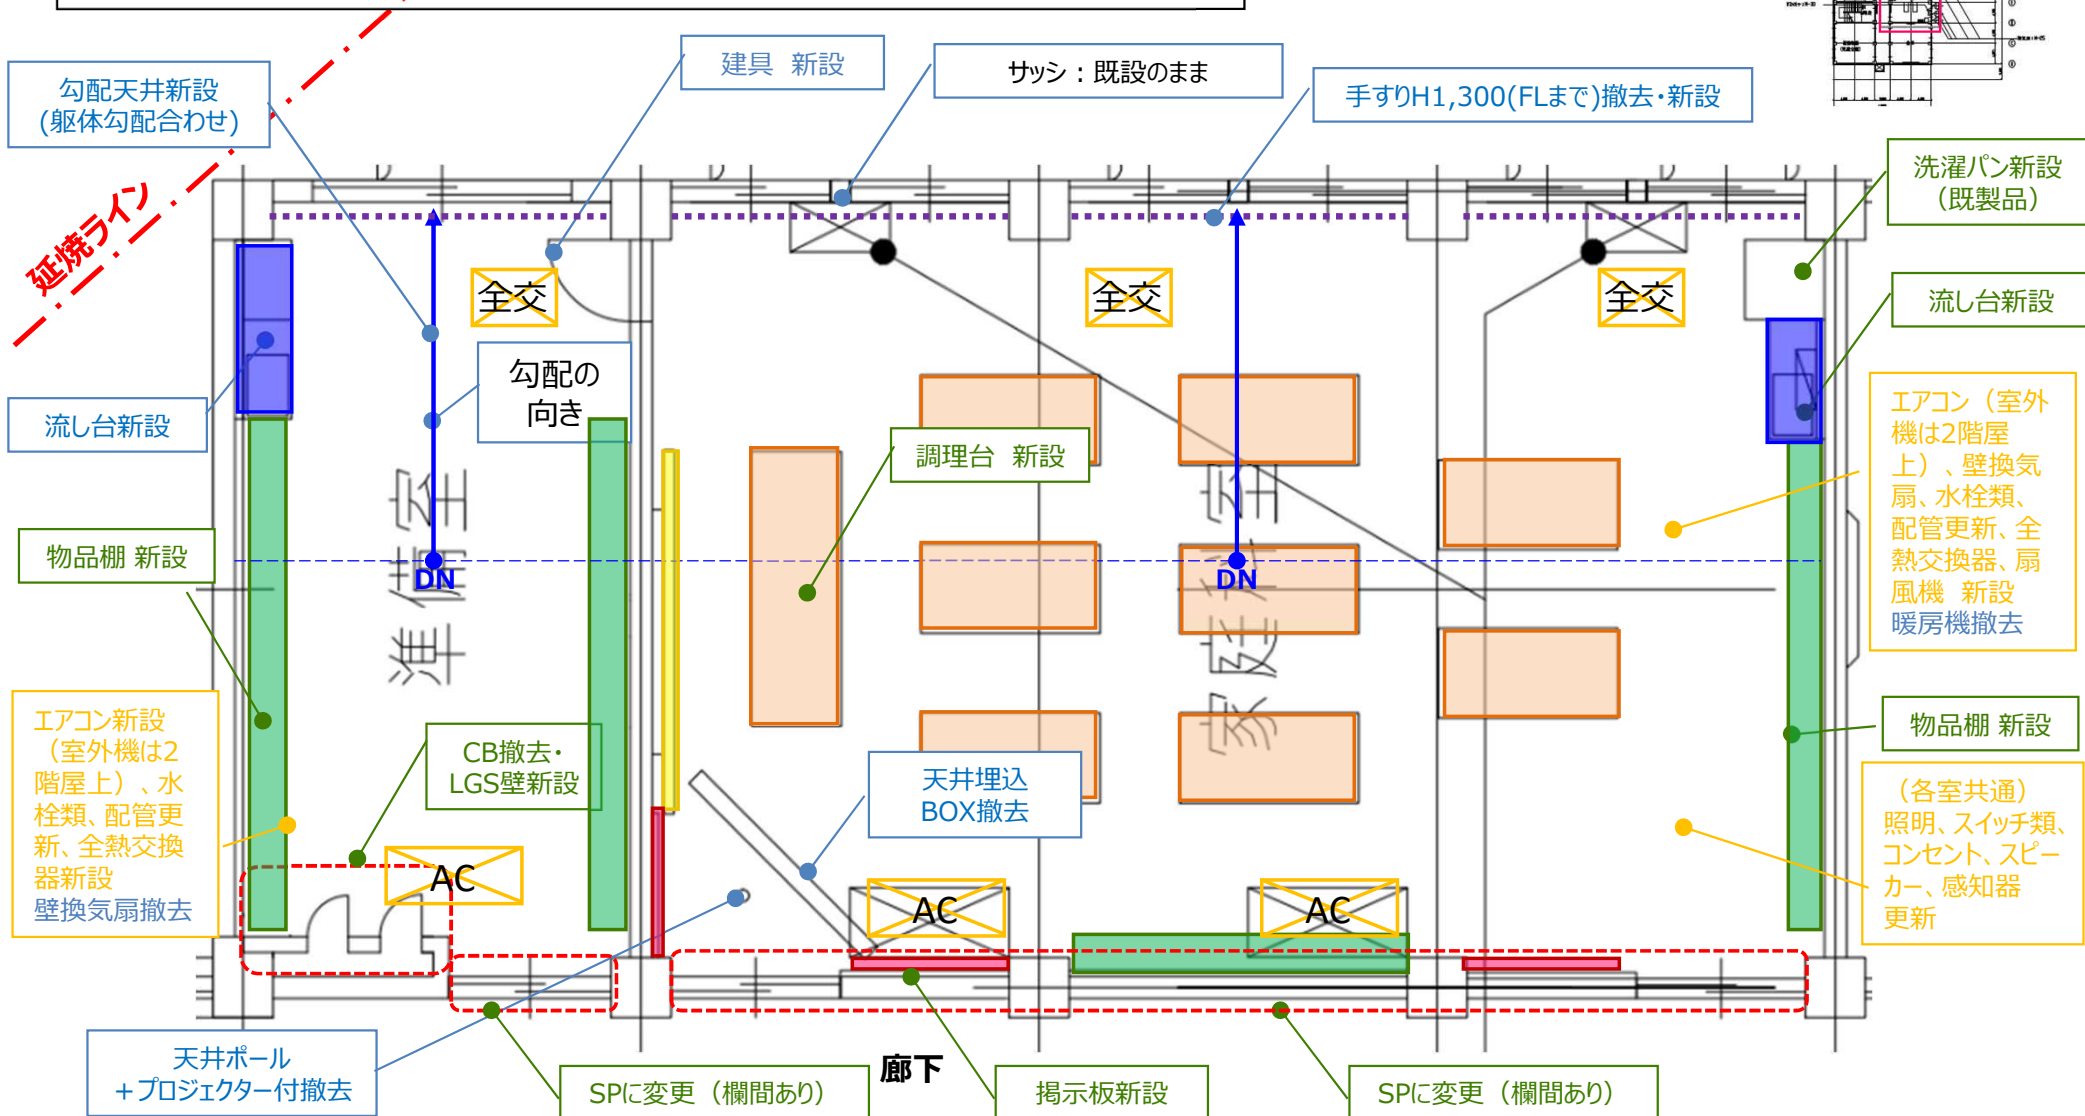 建具 新設
サッシ：既設のまま
手すりH1,300(FLまで)撤去・新設
勾配天井新設
(躯体勾配合わせ)
延焼ライン
洗濯パン新設
（既製品）
全交
全交
全交
流し台新設
勾配の
向き
流し台新設
調理台 新設
エアコン（室外
機は2階屋
上）、壁換気
扇、水栓類、
配管更新、全
熱交換器、扇
風機 新設
暖房機撤去
準備室
家庭科室
物品棚 新設
DN
DN
エアコン新設
（室外機は2
階屋上）、水
栓類、配管更
新、全熱交換
器新設
壁換気扇撤去
CB撤去・
LGS壁新設
天井埋込
BOX撤去
物品棚 新設
（各室共通）
照明、スイッチ類、
コンセント、スピー
カー、感知器
更新
AC
AC
AC
天井ポール
＋プロジェクター付撤去
SPに変更（欄間あり）
廊下
掲示板新設
SPに変更（欄間あり）